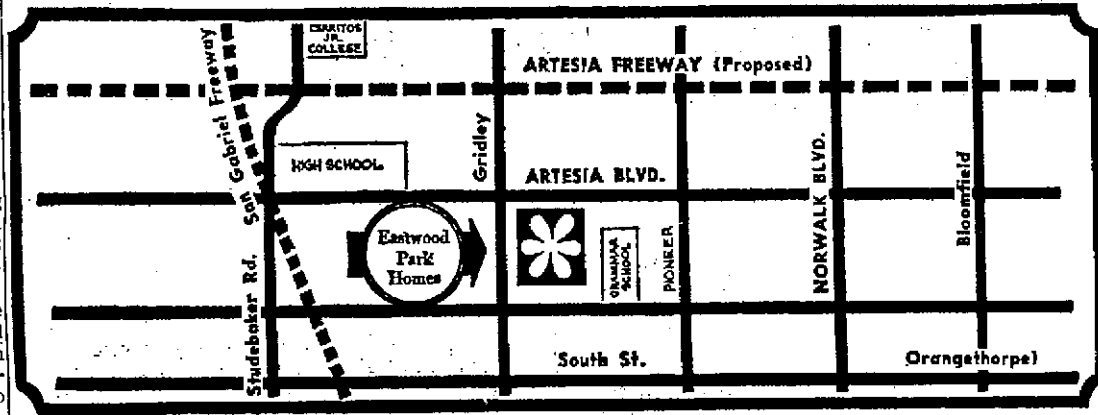 CERRITOS
JR.
COLLEGE
San Gabriel Freeway
ARTESIA FREEWAY (Proposed)
HIGH SCHOOL
Gridley
ARTESIA BLVD.
Eastwood
Park
Homes
GRAMMAR
SCHOOL
PIONEER
NORWALK BLVD.
Bloomfield
Studebaker Rd.
South St.
Orangethorpe)